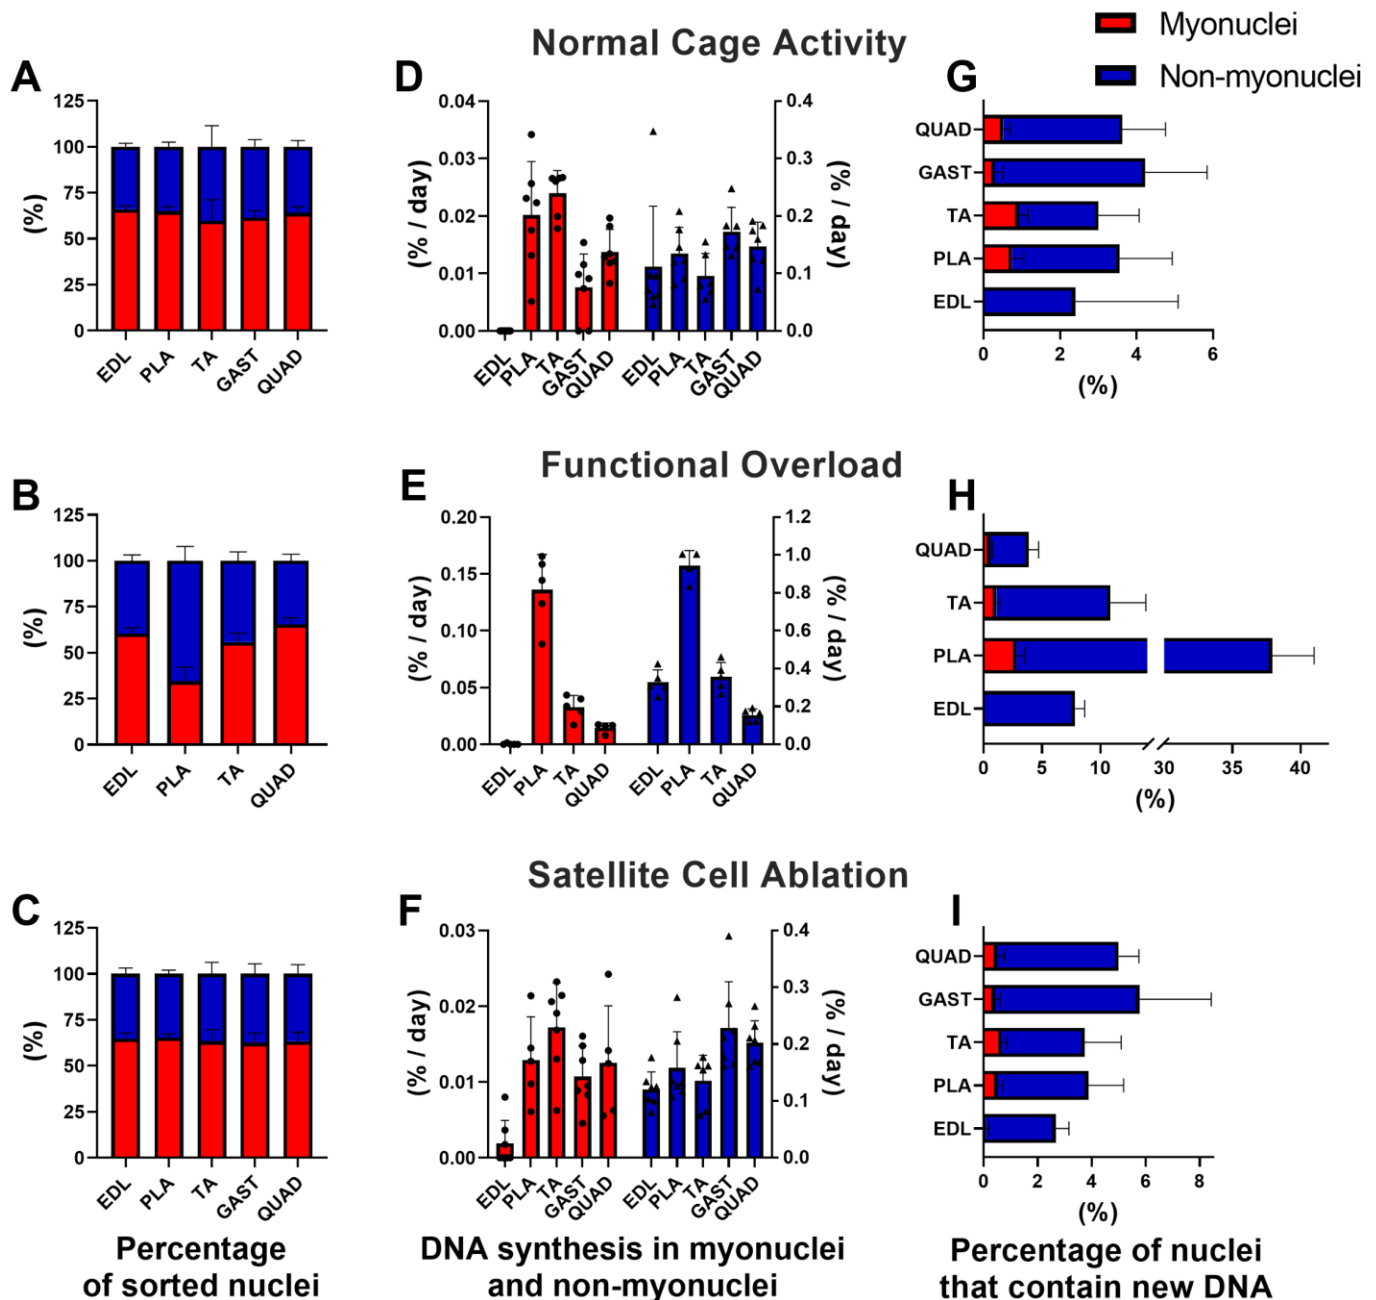 Normal Cage Activity
Myonuclei
Non-myonuclei
A
125
100
75
50
25
0
(%)
EDL
PLA
TA
GAST
QUAD
D
0.04
0.03
0.02
0.01
0.00
(% / day)
EDL
PLA
TA
GAST
QUAD
EDL
PLA
TA
GAST
QUAD
0.4
0.3
0.2
0.1
0.0
(% / day)
G
QUAD
GAST
TA
PLA
EDL
0 2 4 6
(%)
Functional Overload
B
125
100
75
50
25
0
(%)
EDL
PLA
TA
QUAD
E
0.20
0.15
0.10
0.05
0.00
(% / day)
EDL
PLA
TA
QUAD
EDL
PLA
TA
QUAD
1.2
1.0
0.8
0.6
0.4
0.2
0.0
(% / day)
H
QUAD
TA
PLA
EDL
0 5 10 30 35 40
(%)
Satellite Cell Ablation
C
125
100
75
50
25
0
(%)
EDL
PLA
TA
GAST
QUAD
Percentage
of sorted nuclei
F
0.03
0.02
0.01
0.00
(% / day)
EDL
PLA
TA
GAST
QUAD
EDL
PLA
TA
GAST
QUAD
0.4
0.3
0.2
0.1
0.0
(% / day)
DNA synthesis in myonuclei
and non-myonuclei
I
QUAD
GAST
TA
PLA
EDL
0 2 4 6 8
(%)
Percentage of nuclei
that contain new DNA